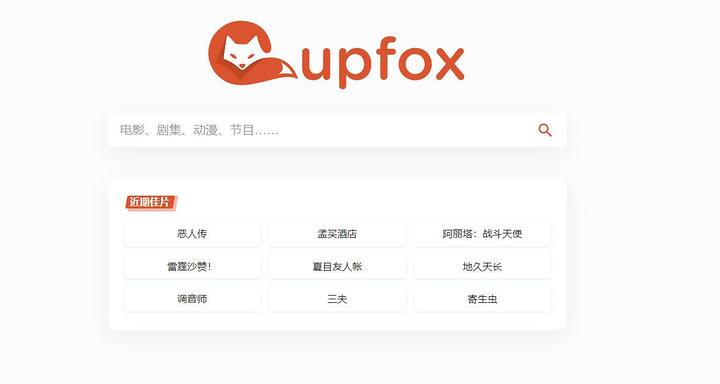 upfox
电影、剧集、动漫、节目……
近期佳片
恶人传 孟买酒店 阿丽塔：战斗天使
雷霆沙赞！ 夏目友人帐 地久天长
调音师 三夫 寄生虫